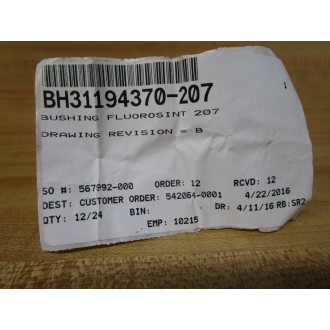 BH31194370-207
BUSHING FLUOROSINT 207
1
DRAWING REVISION = B
SO #: 567992-000 ORDER: 12 RCVD: 12
DEST: CUSTOMER ORDER: 542064-0001 4/22/2016
QTY: 12/24 BIN: DR: 4/11/16 RB:SR2
EMP: 10215